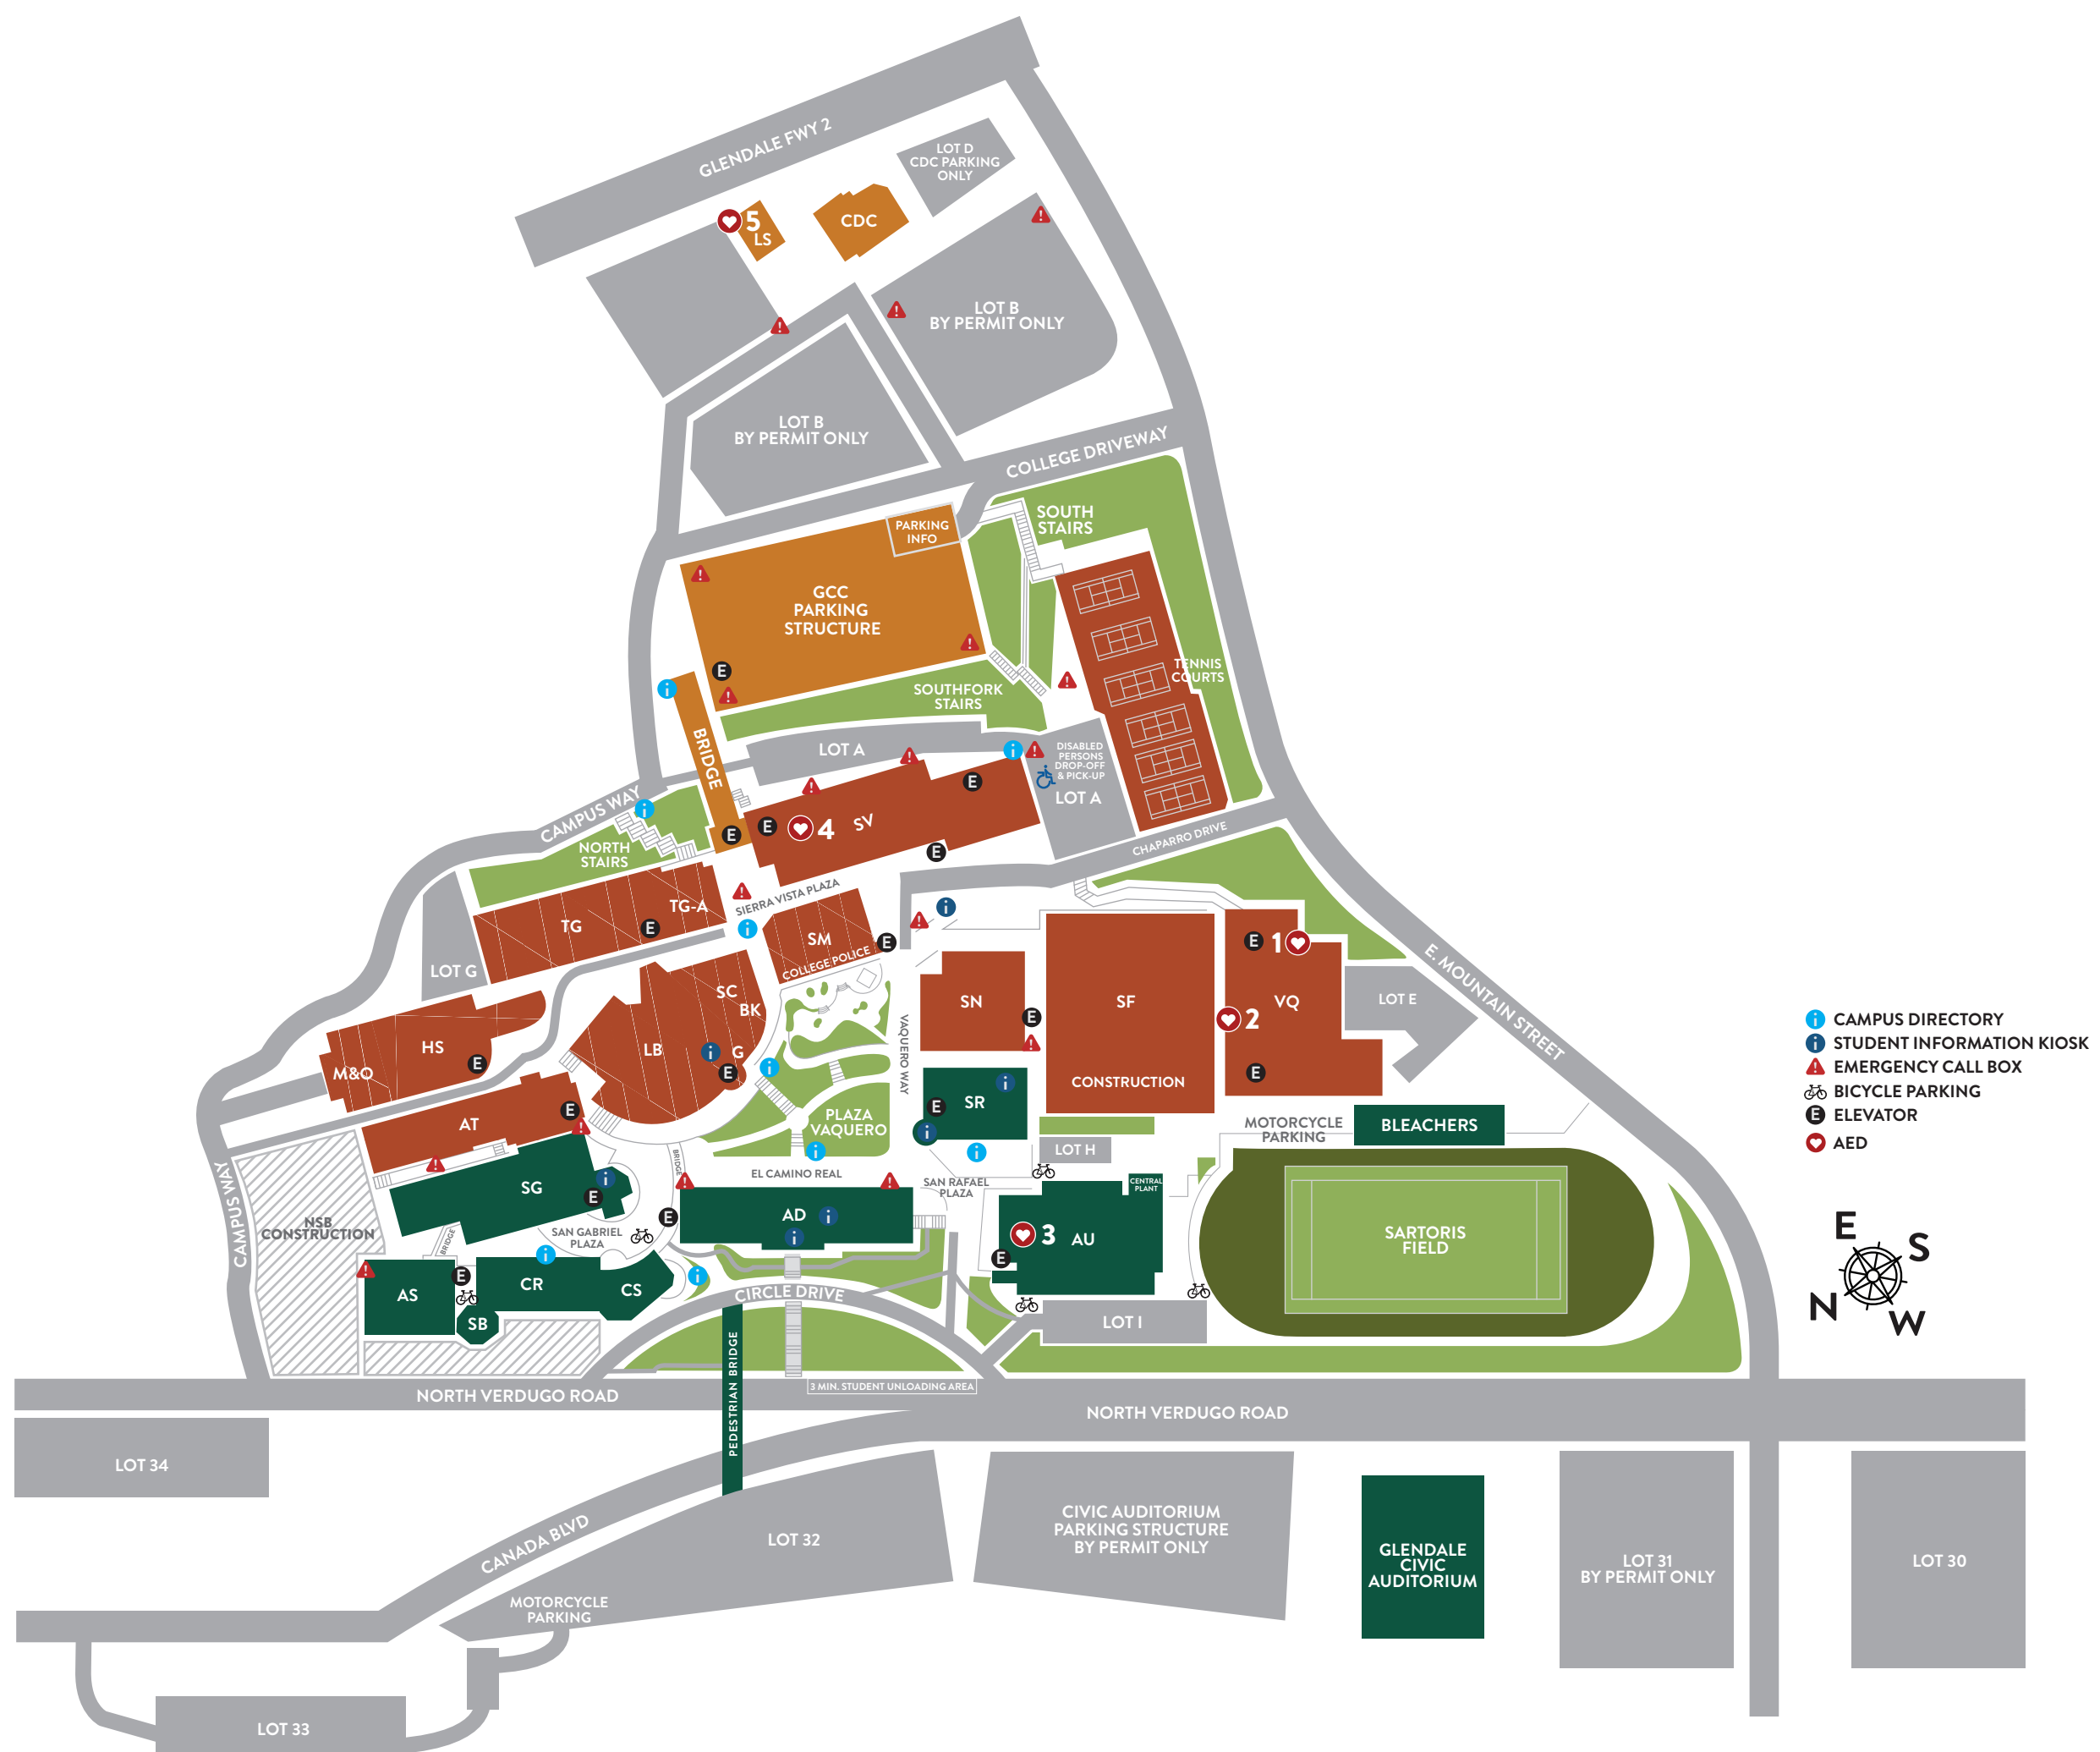 GLENDALE FWY 2
LOT D
CDC PARKING
ONLY
5
LS
CDC
LOT B
BY PERMIT ONLY
LOT B
BY PERMIT ONLY
COLLEGE DRIVEWAY
PARKING
INFO
SOUTH
STAIRS
GCC
PARKING
STRUCTURE
E
TENNIS
COURTS
SOUTHFORK
STAIRS
BRIDGE
LOT A
DISABLED
PERSONS
DROP-OFF
& PICK-UP
LOT A
CAMPUS WAY
E
E
E
4
SV
E
CHAPARRO DRIVE
NORTH
STAIRS
TG
TG-A
E
SIERRA VISTA PLAZA
SM
E
COLLEGE POLICE
LOT G
SC
BK
LB
G
E
HS
E
M&O
VAQUERO WAY
SN
E
SF
CONSTRUCTION
E
1
2
VQ
E
LOT E
E. MOUNTAIN STREET
CAMPUS DIRECTORY
STUDENT INFORMATION KIOSK
EMERGENCY CALL BOX
BICYCLE PARKING
E ELEVATOR
AED
AT
E
PLAZA
VAQUERO
E
SR
LOT H
MOTORCYCLE
PARKING
BLEACHERS
BRIDGE
EL CAMINO REAL
SAN RAFAEL
PLAZA
CENTRAL
PLANT
CAMPUS WAY
NSB
CONSTRUCTION
SG
E
SAN GABRIEL
PLAZA
BRIDGE
E
AD
3
AU
E
SARTORIS
FIELD
E
S
N
W
AS
E
CR
CS
SB
CIRCLE DRIVE
LOT I
PEDESTRIAN BRIDGE
3 MIN. STUDENT UNLOADING AREA
NORTH VERDUGO ROAD
NORTH VERDUGO ROAD
LOT 34
CANADA BLVD
LOT 32
CIVIC AUDITORIUM
PARKING STRUCTURE
BY PERMIT ONLY
GLENDALE
CIVIC
AUDITORIUM
LOT 31
BY PERMIT ONLY
LOT 30
MOTORCYCLE
PARKING
LOT 33